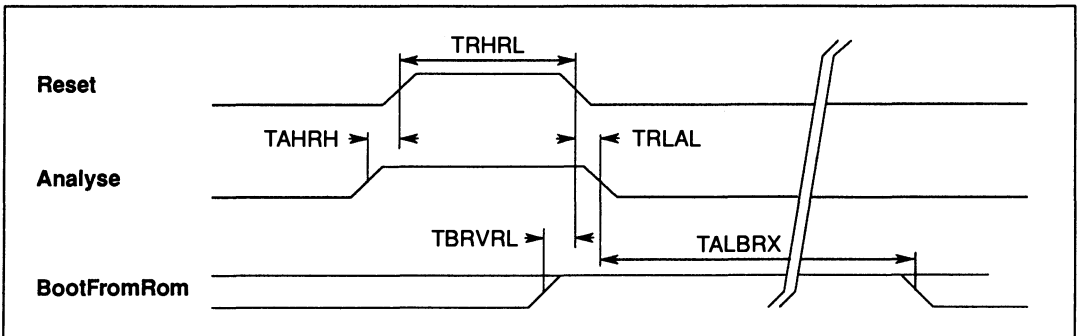 TRHRL
Reset
TAHRH
TRLAL
Analyse
TBRVRL
TALBRX
BootFromRom